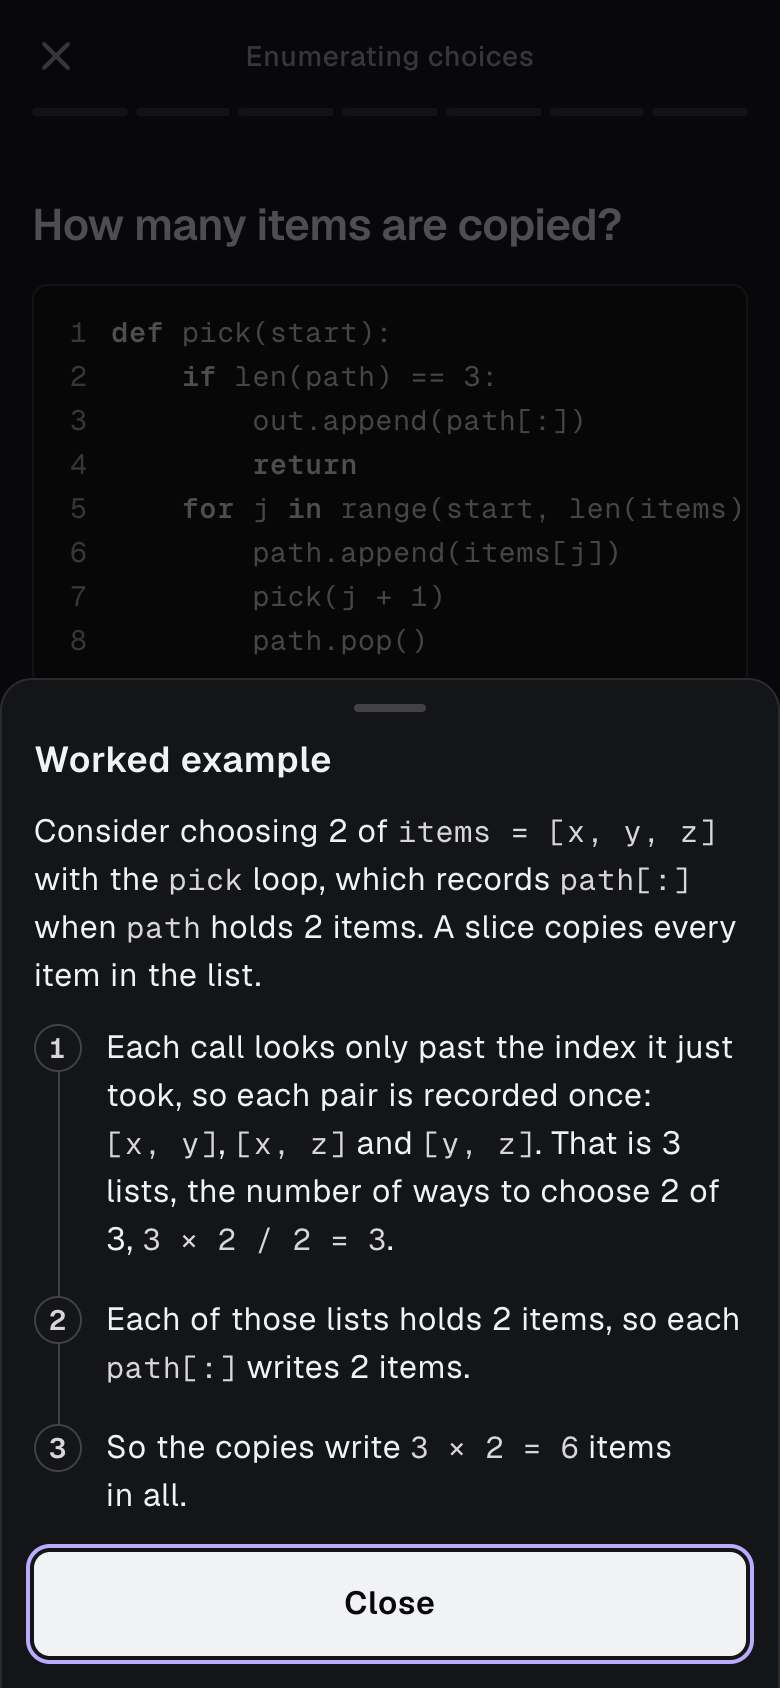 Enumerating choices
How many items are copied?
1 def pick(start):
2     if len(path) == 3:
3         out.append(path[:])
4         return
5     for j in range(start, len(items)
6         path.append(items[j])
7         pick(j + 1)
8         path.pop()
Worked example
Consider choosing 2 of items = [x, y, z]
with the pick loop, which records path[:]
when path holds 2 items. A slice copies every
item in the list.
1 Each call looks only past the index it just
took, so each pair is recorded once:
[x, y], [x, z] and [y, z]. That is 3
lists, the number of ways to choose 2 of
3, 3 × 2 / 2 = 3.
2 Each of those lists holds 2 items, so each
path[:] writes 2 items.
3 So the copies write 3 × 2 = 6 items
in all.
Close